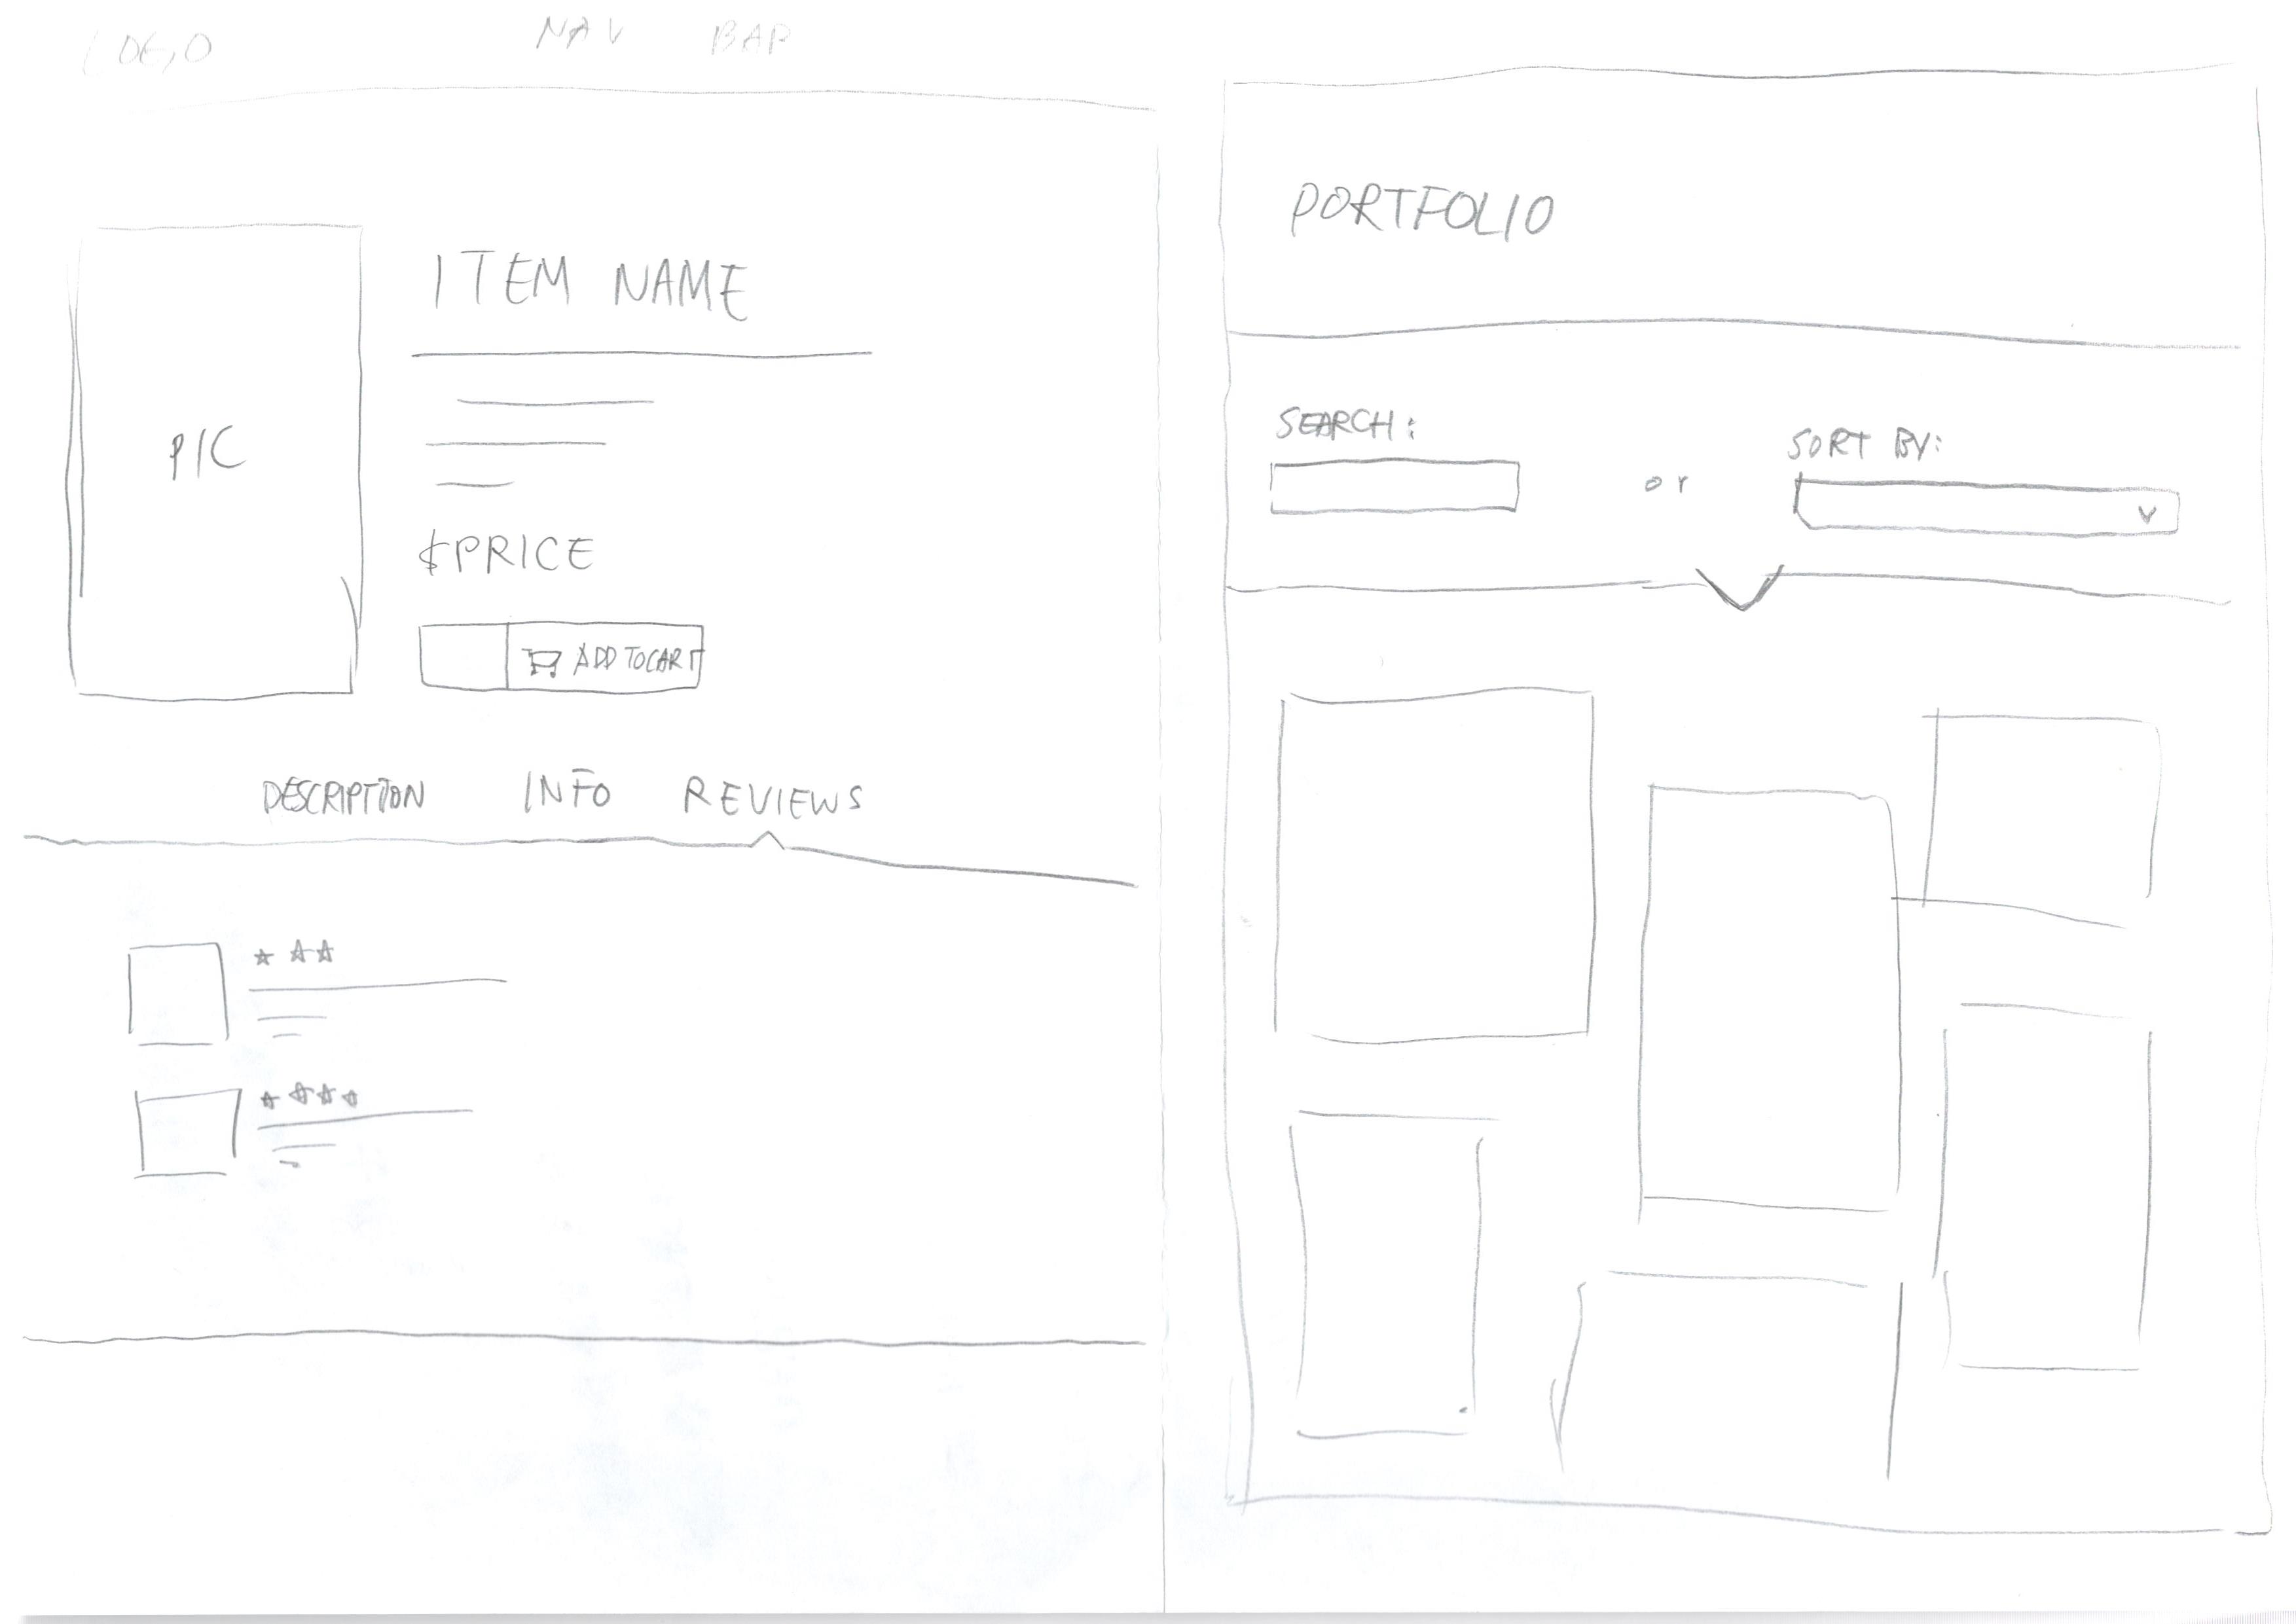 LOGO
NAV BAR
ITEM NAME
PIC
$PRICE
ADD TO CART
DESCRIPTION INFO REVIEWS
PORTFOLIO
SEARCH:
or
SORT BY: